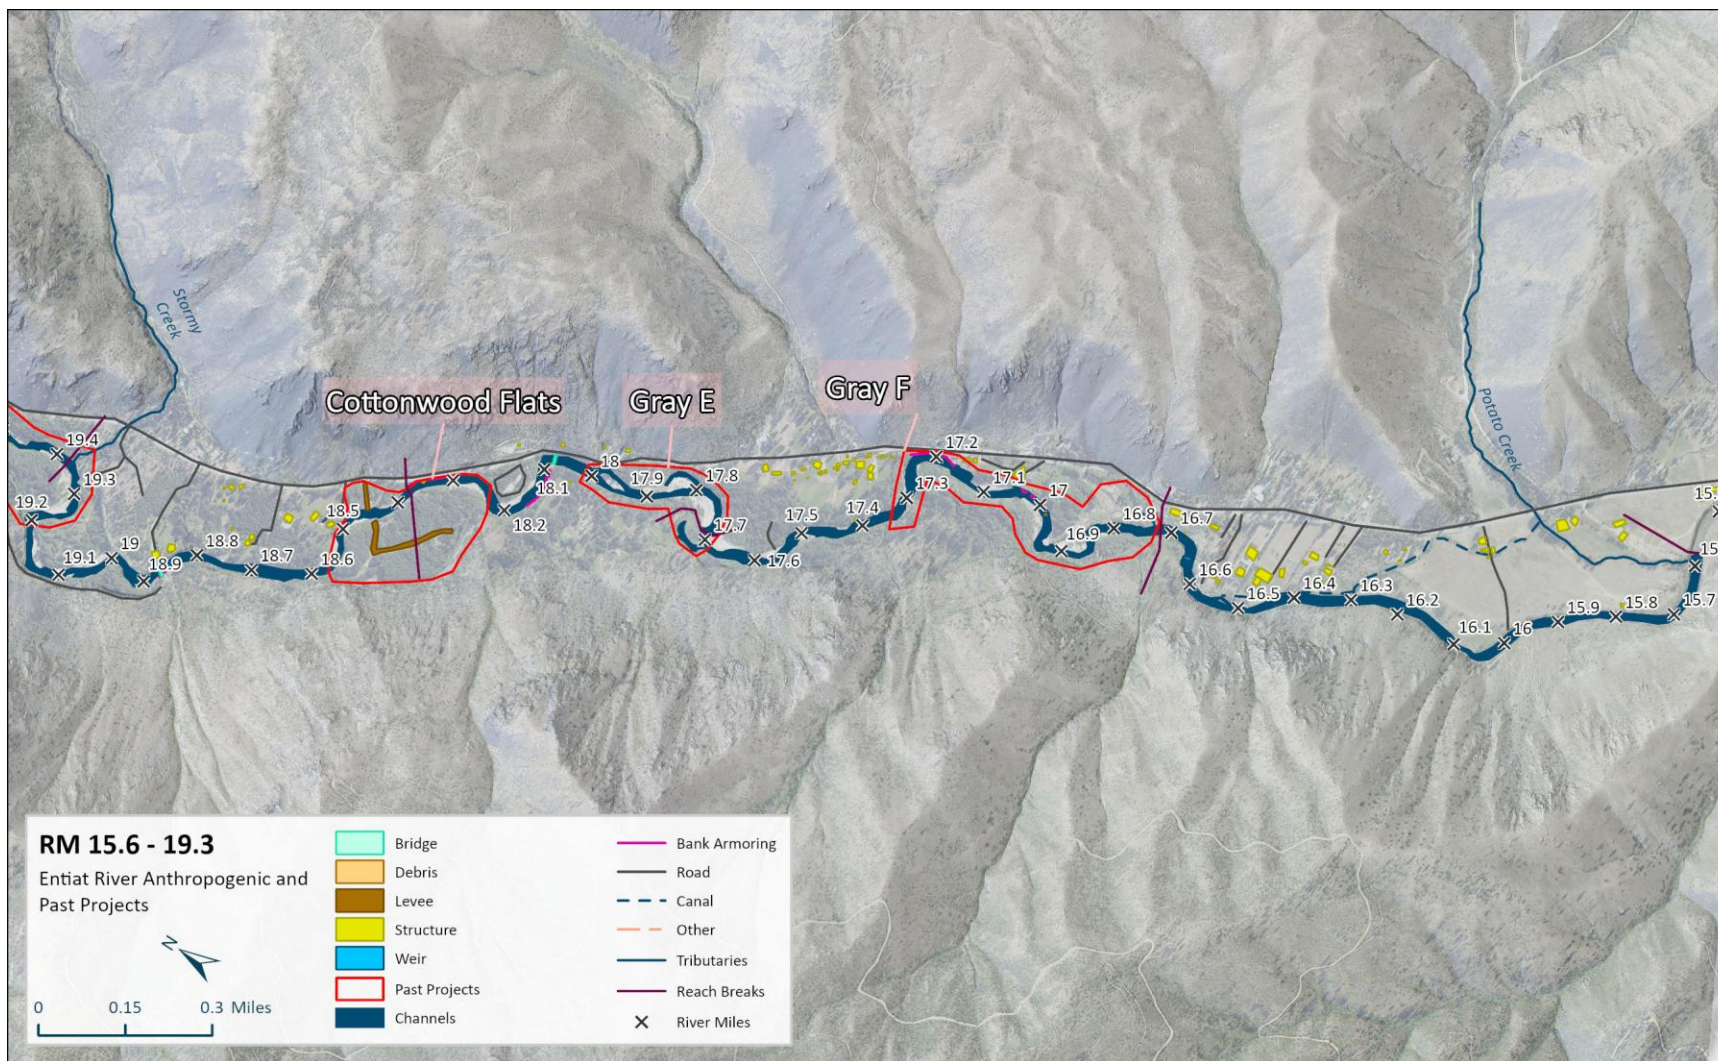 Stormy
Creek
Cottonwood Flats
Gray E
Gray F
Potato Creek
19.4
19.3
19.2
19.1
19
18.9
18.8
18.7
18.6
18.5
18.2
18.1
18
17.9
17.8
17.7
17.6
17.5
17.4
17.3
17.2
17.1
17
16.9
16.8
16.7
16.6
16.5
16.4
16.3
16.2
16.1
16
15.9
15.8
15.7
RM 15.6 - 19.3
Entiat River Anthropogenic and
Past Projects
N
0 0.15 0.3 Miles
Bridge
Debris
Levee
Structure
Weir
Past Projects
Channels
Bank Armoring
Road
Canal
Other
Tributaries
Reach Breaks
River Miles